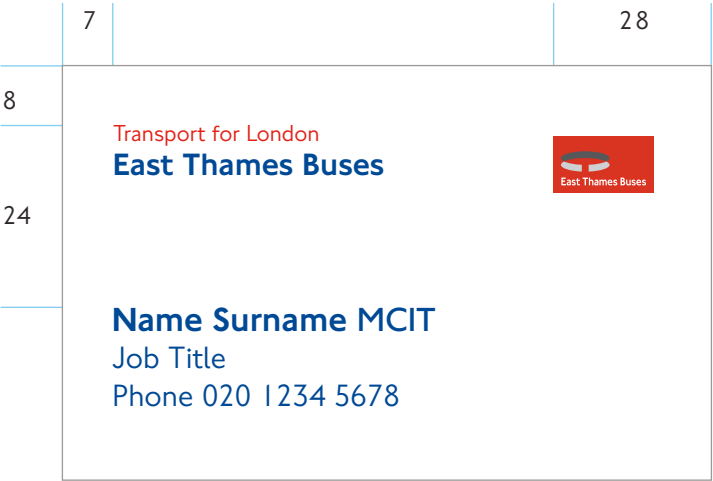 7
28
8
Transport for London
East Thames Buses
East Thames Buses
24
Name Surname MCIT
Job Title
Phone 020 1234 5678